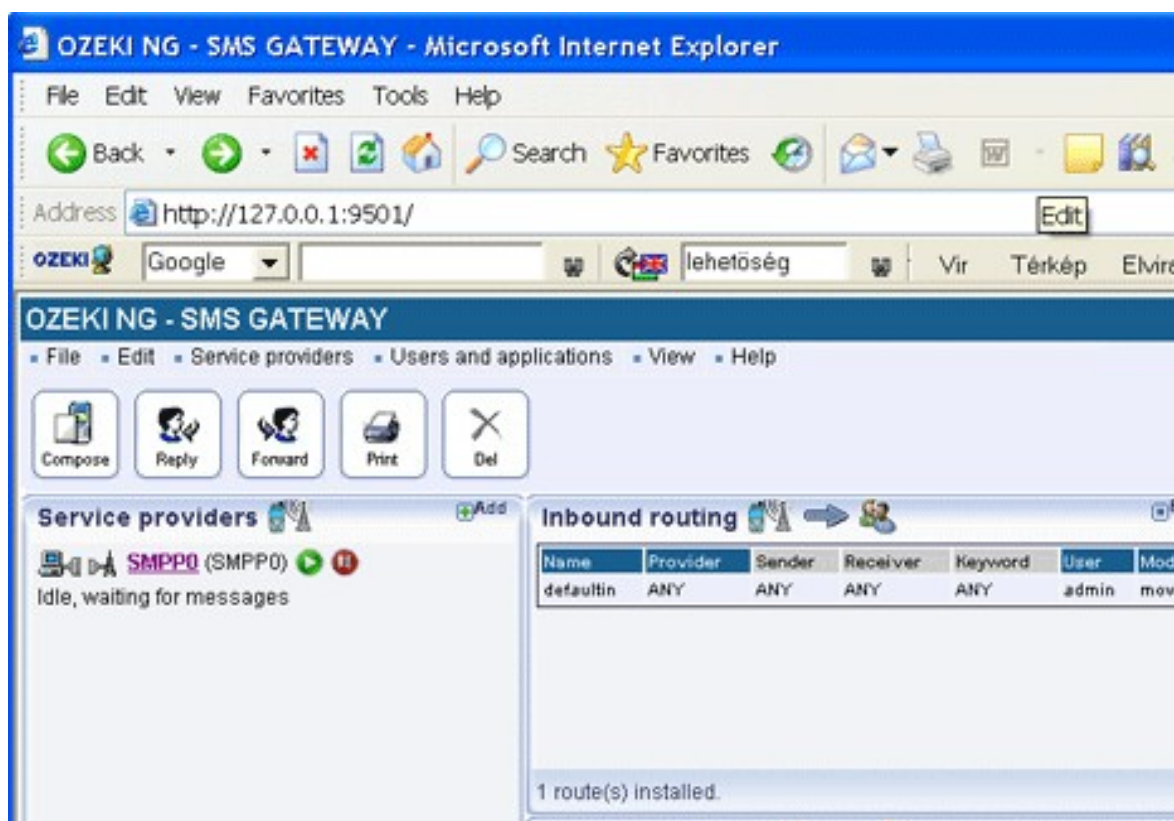 OZEKI NG - SMS GATEWAY - Microsoft Internet Explorer
File Edit View Favorites Tools Help
Back Search Favorites W
Address http://127.0.0.1:9501/
Edit
OZEKI Google lehetöség Vir Térkép Elvira
OZEKI NG - SMS GATEWAY
File Edit Service providers Users and applications View Help
Compose Reply Forward Print Del
Service providers Add
SMPP0 (SMPP0)
Idle, waiting for messages
Inbound routing
Name Provider Sender Receiver Keyword User Mod
defaultin ANY ANY ANY ANY admin mov
1 route(s) installed.